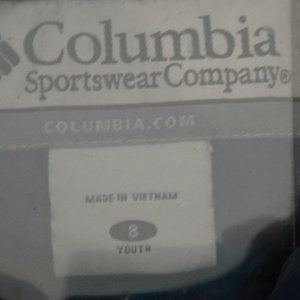 Columbia
Sportswear Company®
COLUMBIA.COM
MADE IN VIETNAM
8
YOUTH